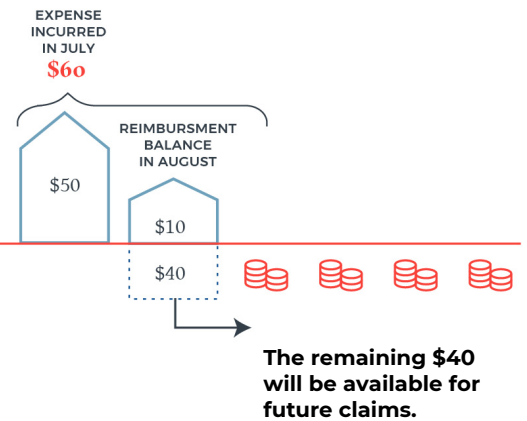 EXPENSE
INCURRED
IN JULY
$60
REIMBURSMENT
BALANCE
IN AUGUST
$50
$10
$40
The remaining $40
will be available for
future claims.